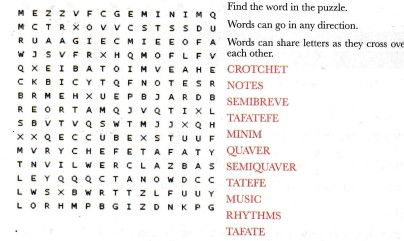 M E Z Z V F C G E M I N I M Q
M C T R X O V V C S T S S D U
R U A A G I E C M I E E O F A
W J S V F R X H Q M O F L F V
Q X E I B A T O I M V E A H E
C K B I C Y T Q F N O T E S R
B R M E H X U E P B J A R D B
R E O R T A M Q J V Q T I X L
S B V T V Q S W T M J J X Q H
X X Q E C C U B E X S T U U F
M V R Y C H E F E T A F A T Y
T N V I L W E R C L A Z B A S
L E Y Q Q Q C T A N O W D C C
L W S X B W R T T Z L F U U Y
L O R H M P B G I Z D N K P G
Find the word in the puzzle.
Words can go in any direction.
Words can share letters as they cross ove
each other.
CROTCHET
NOTES
SEMIBREVE
TAFATEFE
MINIM
QUAVER
SEMIQUAVER
TATEFE
MUSIC
RHYTHMS
TAFATE